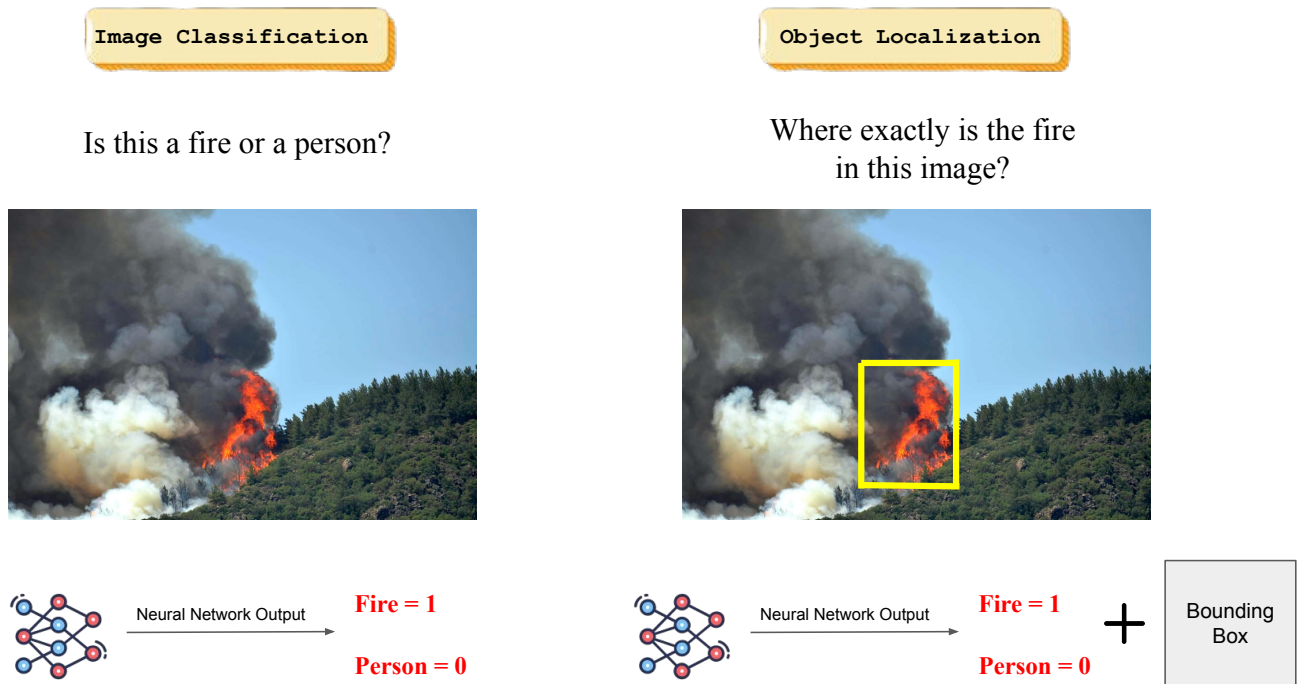 Image Classification
Is this a fire or a person?
Neural Network Output
Fire = 1
Person = 0
Object Localization
Where exactly is the fire
in this image?
Neural Network Output
Fire = 1
Person = 0
+
Bounding
Box